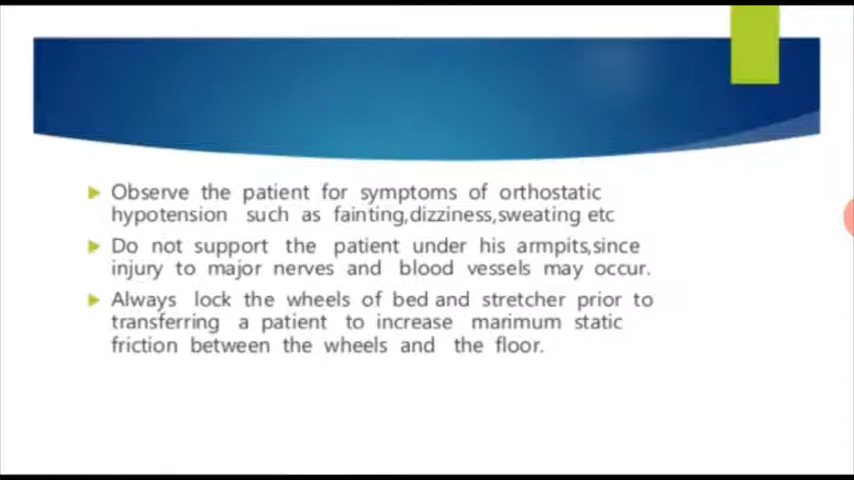 Observe the patient for symptoms of orthostatic
hypotension such as fainting,dizziness,sweating etc
Do not support the patient under his armpits,since
injury to major nerves and blood vessels may occur.
Always lock the wheels of bed and stretcher prior to
transferring a patient to increase marimum static
friction between the wheels and the floor.